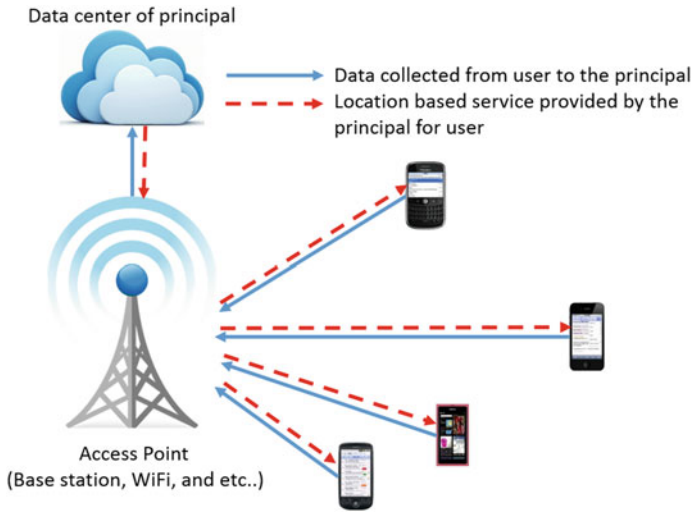 Data center of principal
Data collected from user to the principal
Location based service provided by the
principal for user
Access Point
(Base station, WiFi, and etc..)